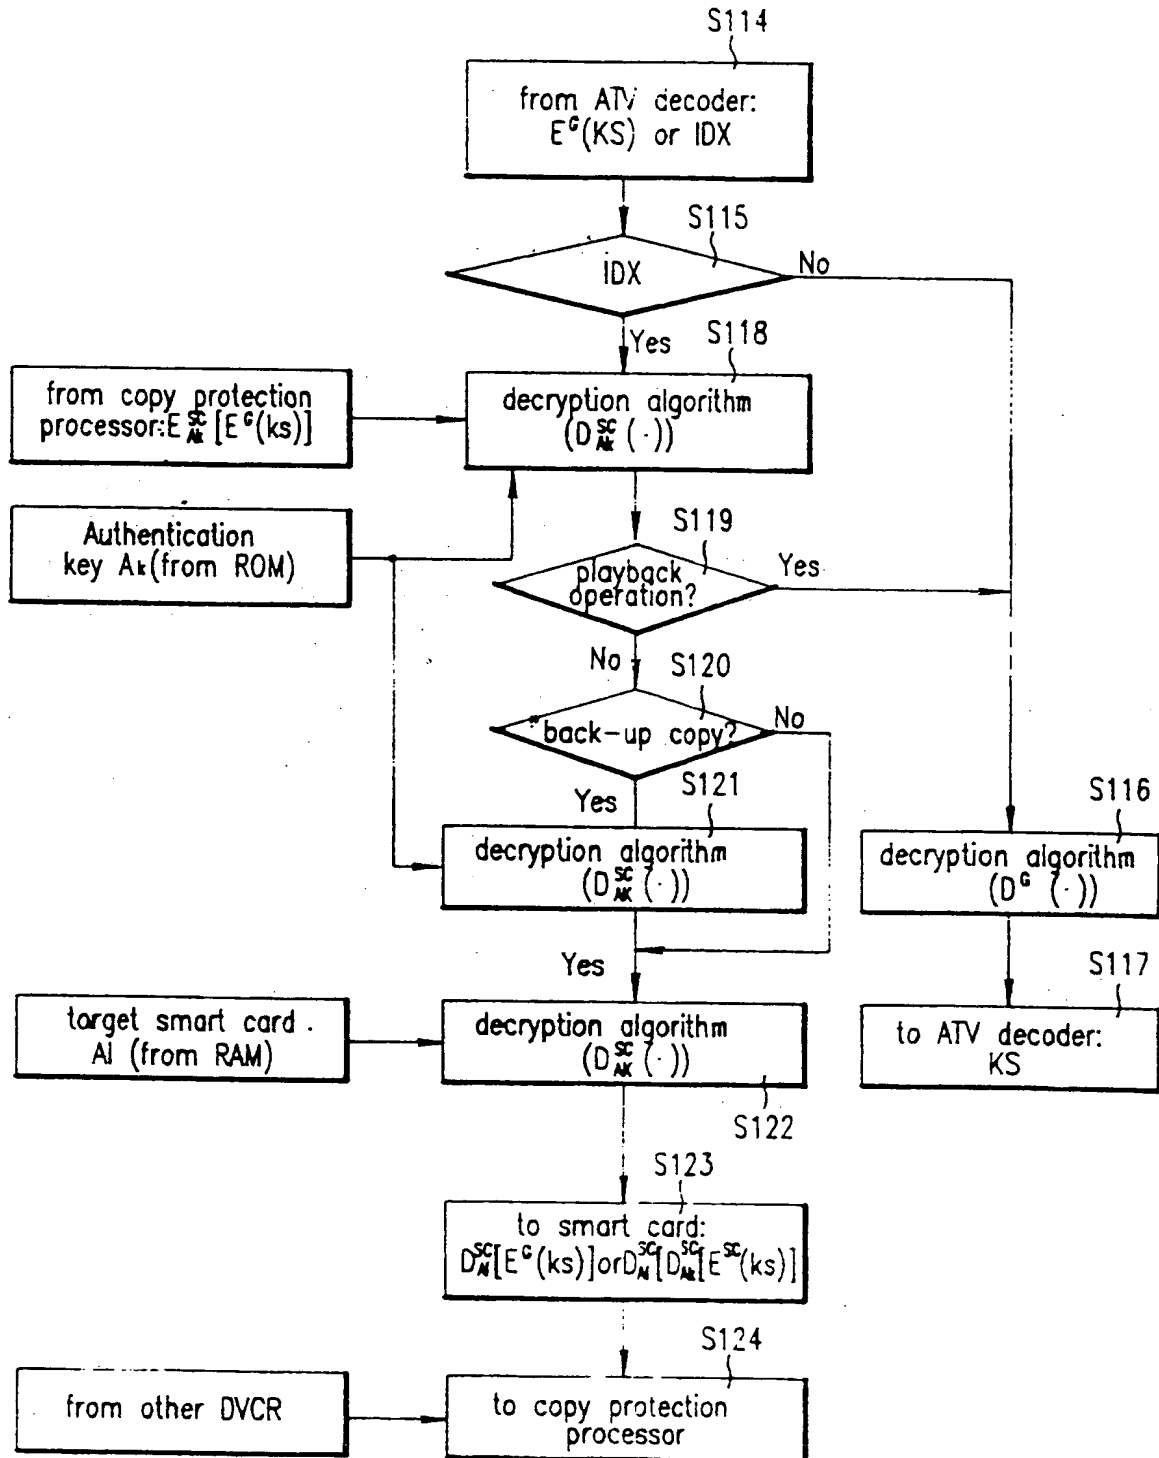 S114
from ATV decoder:
E^G(KS) or IDX
S115
IDX
No
Yes
S118
from copy protection
processor:E^SC_Ak[E^G(ks)]
decryption algorithm
(D^SC_Ak(·))
Authentication
key Ak(from ROM)
S119
playback
operation?
Yes
No
S120
back-up copy?
No
Yes
S121
decryption algorithm
(D^SC_AK(·))
S116
decryption algorithm
(D^G(·))
Yes
S117
target smart card.
AI (from RAM)
decryption algorithm
(D^SC_AK(·))
to ATV decoder:
KS
S122
S123
to smart card:
D^SC_AI[E^G(ks)]orD^SC_AI[D^SC_Ak[E^SC(ks)]
S124
from other DVCR
to copy protection
processor